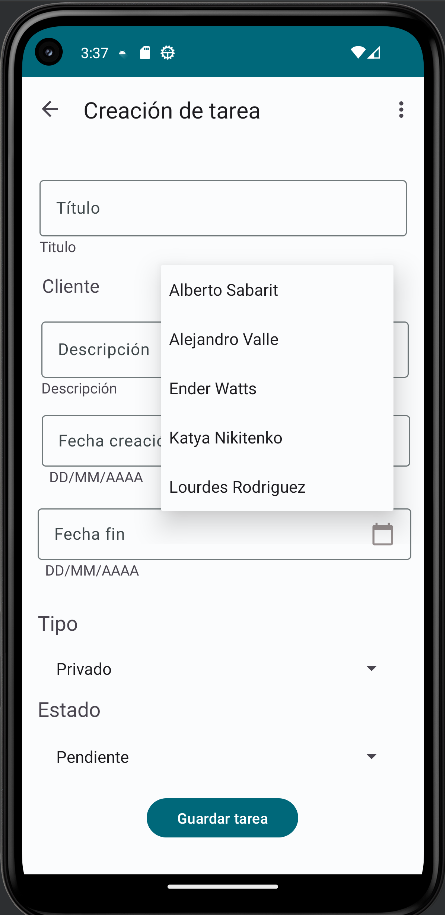 3:37
Creación de tarea
Título
Titulo
Cliente
Alberto Sabarit
Alejandro Valle
Ender Watts
Katya Nikitenko
Lourdes Rodriguez
Descripción
Descripción
Fecha creació
DD/MM/AAAA
Fecha fin
DD/MM/AAAA
Tipo
Privado
Estado
Pendiente
Guardar tarea